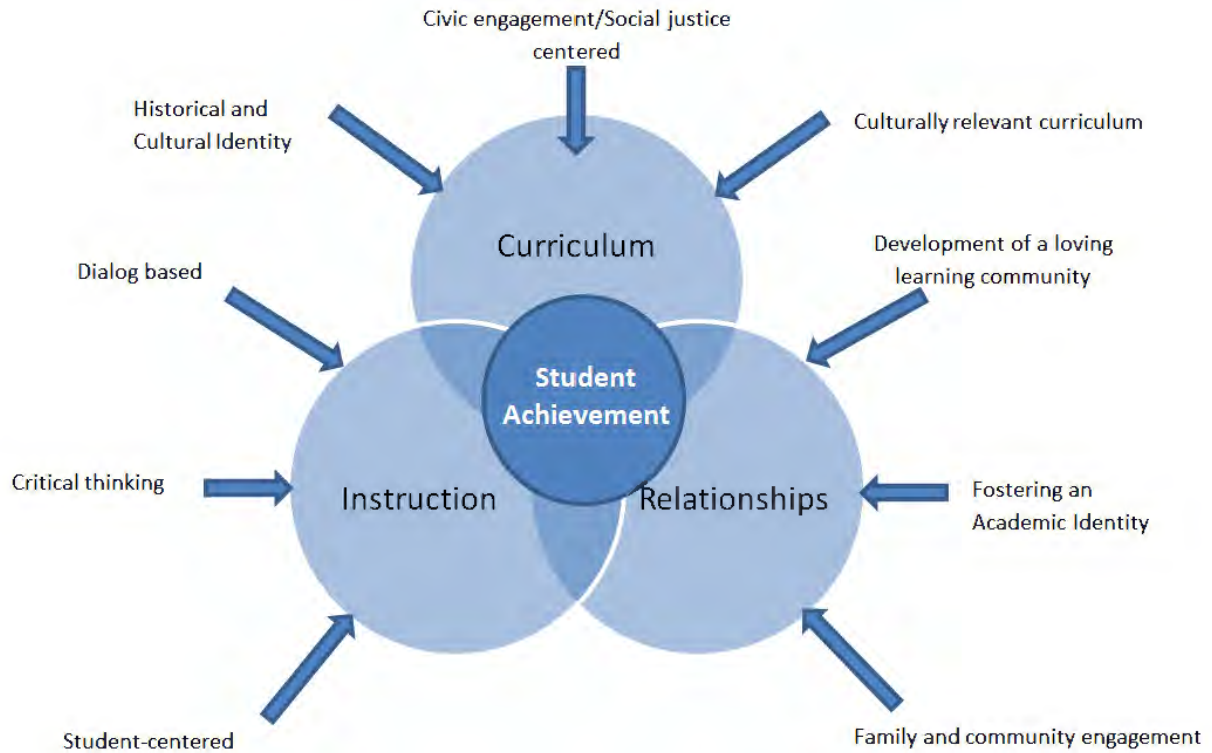 Civic engagement/Social justice
centered
Historical and
Cultural Identity
Culturally relevant curriculum
Curriculum
Development of a loving
learning community
Dialog based
Student
Achievement
Critical thinking
Instruction
Relationships
Fostering an
Academic Identity
Student-centered
Family and community engagement